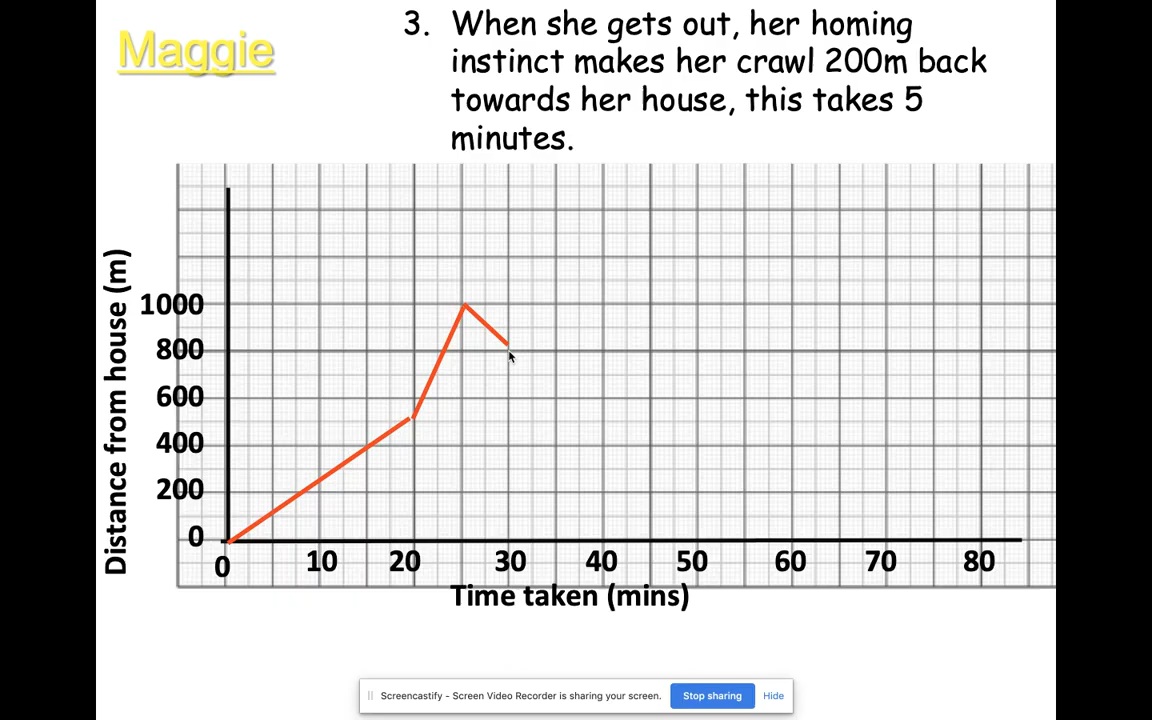 Maggie
3. When she gets out, her homing
instinct makes her crawl 200m back
towards her house, this takes 5
minutes.
Distance from house (m)
1000
800
600
400
200
0
0 10 20 30 40 50 60 70 80
Time taken (mins)
Screencastify - Screen Video Recorder is sharing your screen. Stop sharing Hide